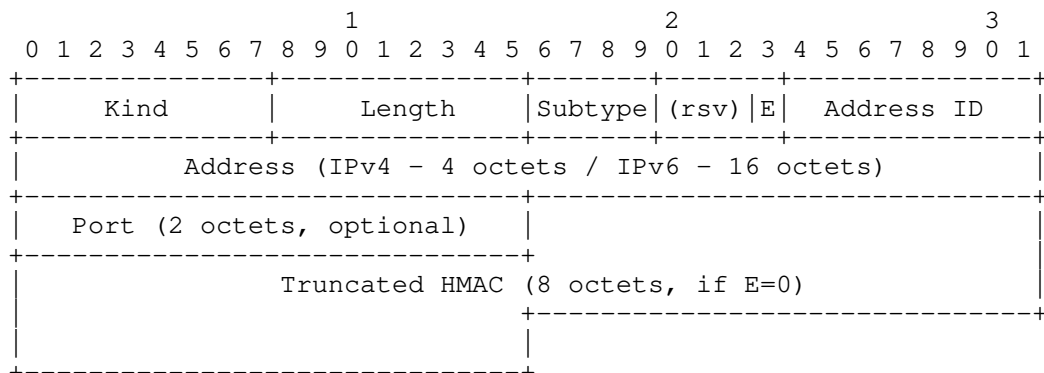 1 2 3
0 1 2 3 4 5 6 7 8 9 0 1 2 3 4 5 6 7 8 9 0 1 2 3 4 5 6 7 8 9 0 1
Kind Length Subtype (rsv) E Address ID
Address (IPv4 - 4 octets / IPv6 - 16 octets)
Port (2 octets, optional)
Truncated HMAC (8 octets, if E=0)